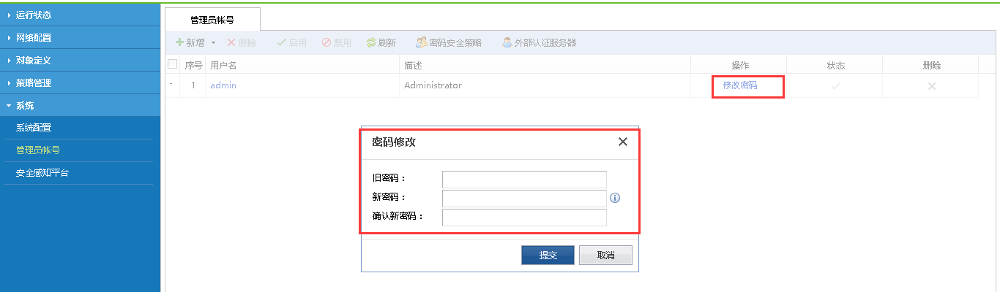 运行状态
网络配置
对象定义
策略管理
系统
系统配置
管理员帐号
安全感知平台
管理员帐号
新增 删除 启用 禁用 刷新 密码安全策略 外部认证服务器
序号 用户名 描述 操作 状态 删除
- 1 admin Administrator 修改密码
密码修改
旧密码：
新密码：
确认新密码：
提交 取消